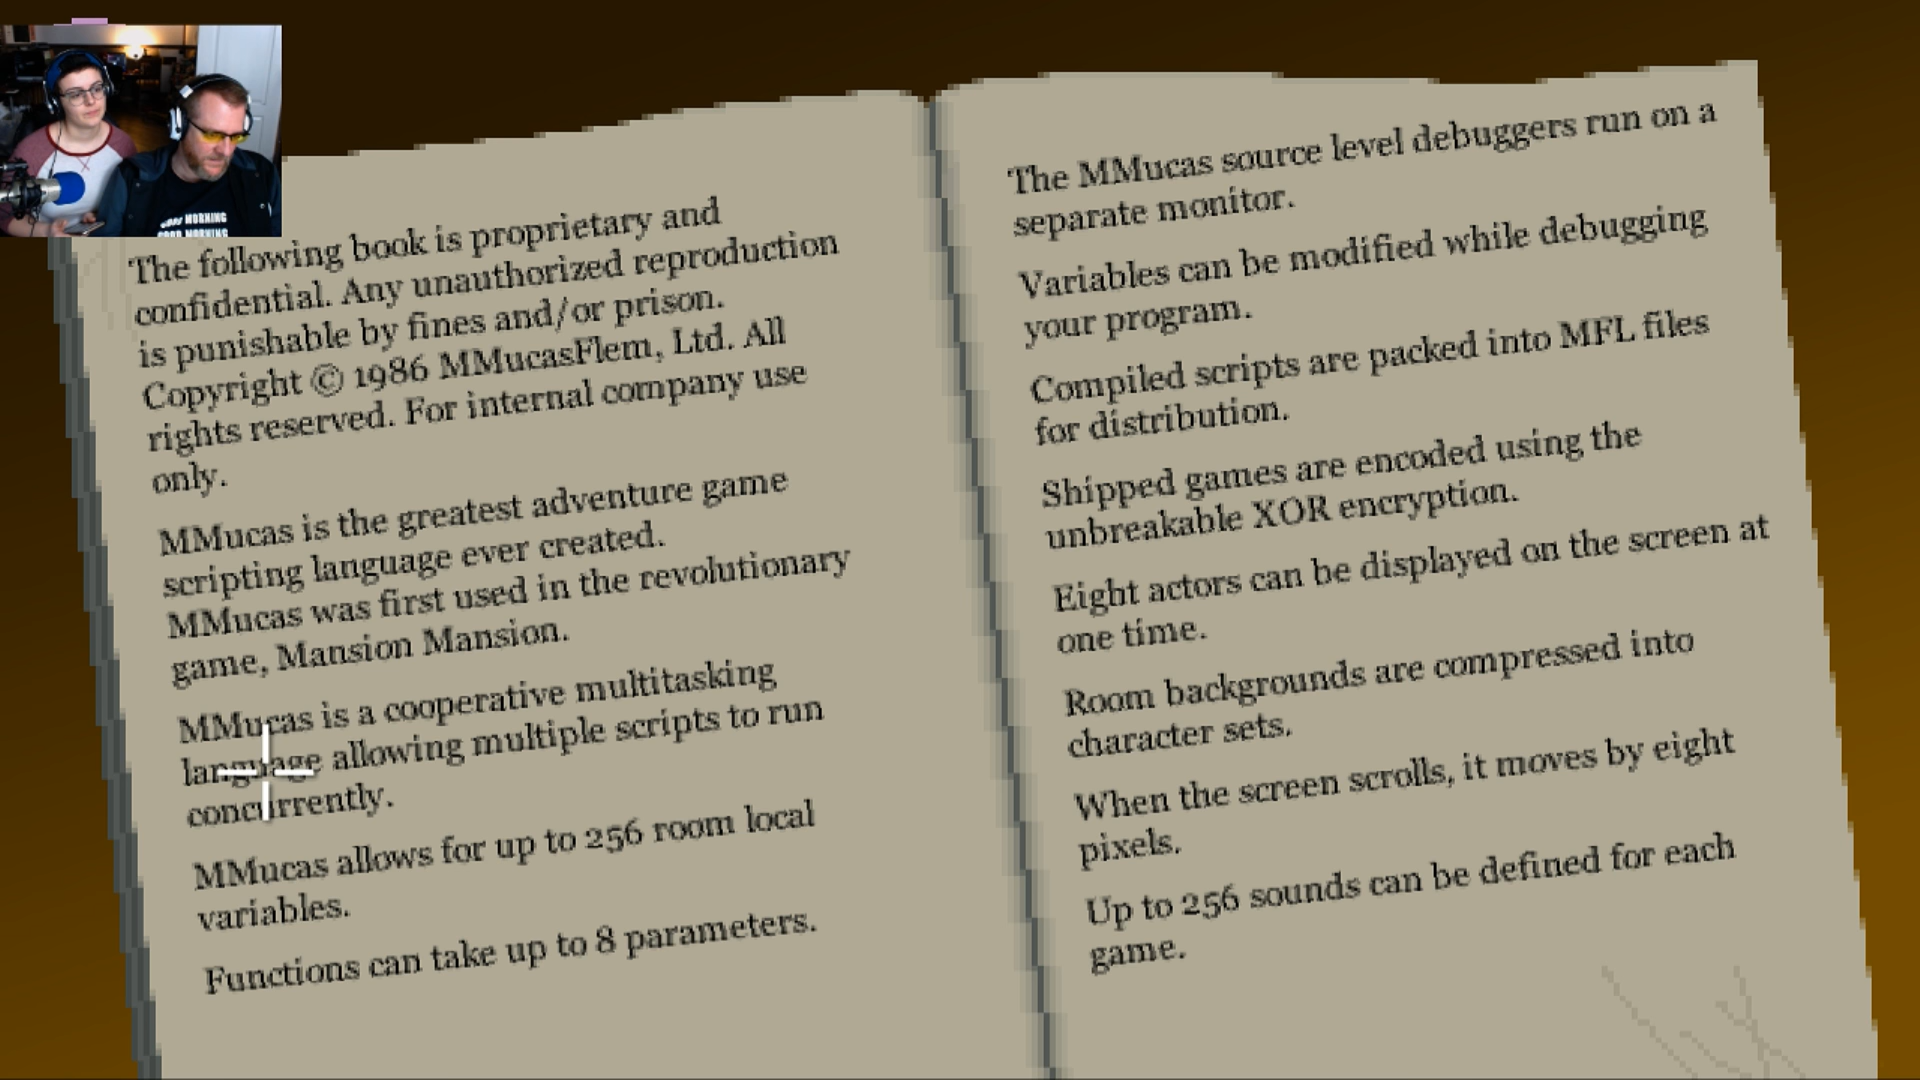 GOOD MORNING
The following book is proprietary and
confidential. Any unauthorized reproduction
is punishable by fines and/or prison.
Copyright © 1986 MMucasFlem, Ltd. All
rights reserved. For internal company use
only.
MMucas is the greatest adventure game
scripting language ever created.
MMucas was first used in the revolutionary
game, Mansion Mansion.
MMucas is a cooperative multitasking
language allowing multiple scripts to run
concurrently.
MMucas allows for up to 256 room local
variables.
Functions can take up to 8 parameters.
The MMucas source level debuggers run on a
separate monitor.
Variables can be modified while debugging
your program.
Compiled scripts are packed into MFL files
for distribution.
Shipped games are encoded using the
unbreakable XOR encryption.
Eight actors can be displayed on the screen at
one time.
Room backgrounds are compressed into
character sets.
When the screen scrolls, it moves by eight
pixels.
Up to 256 sounds can be defined for each
game.